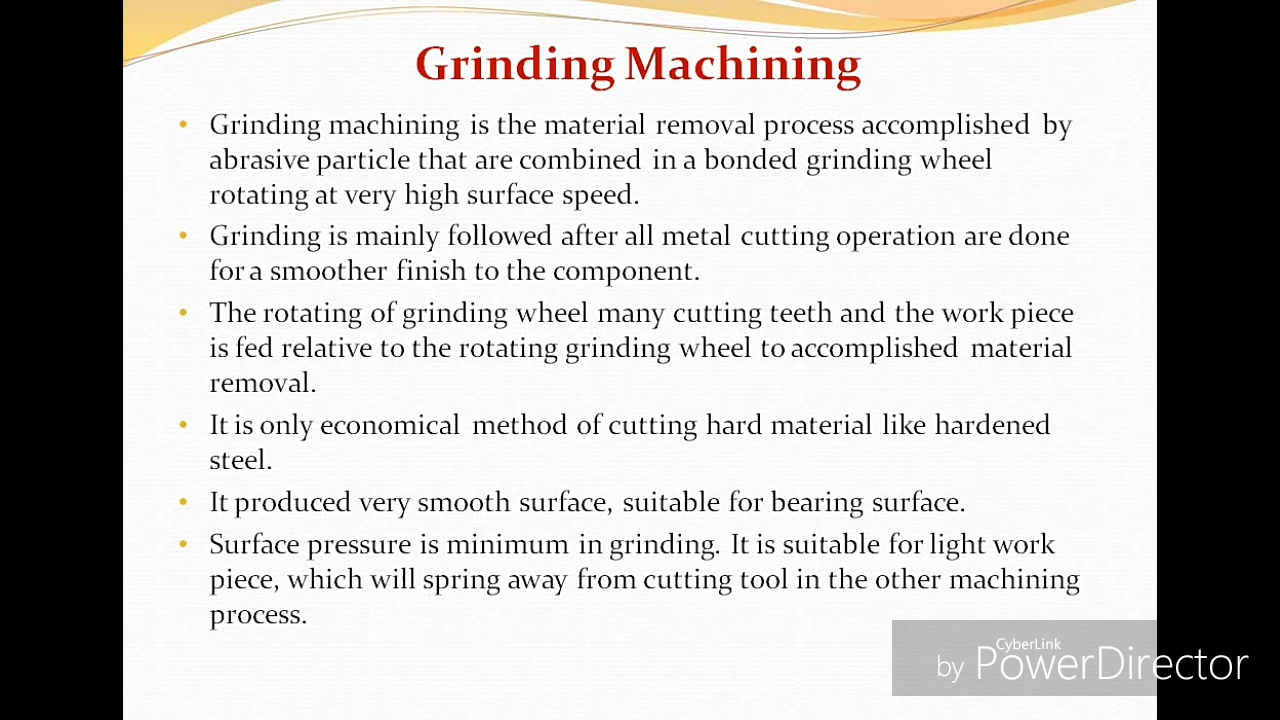 Grinding Machining
• Grinding machining is the material removal process accomplished by
abrasive particle that are combined in a bonded grinding wheel
rotating at very high surface speed.
• Grinding is mainly followed after all metal cutting operation are done
for a smoother finish to the component.
• The rotating of grinding wheel many cutting teeth and the work piece
is fed relative to the rotating grinding wheel to accomplished material
removal.
• It is only economical method of cutting hard material like hardened
steel.
• It produced very smooth surface, suitable for bearing surface.
• Surface pressure is minimum in grinding. It is suitable for light work
piece, which will spring away from cutting tool in the other machining
process.
CyberLink
by PowerDirector